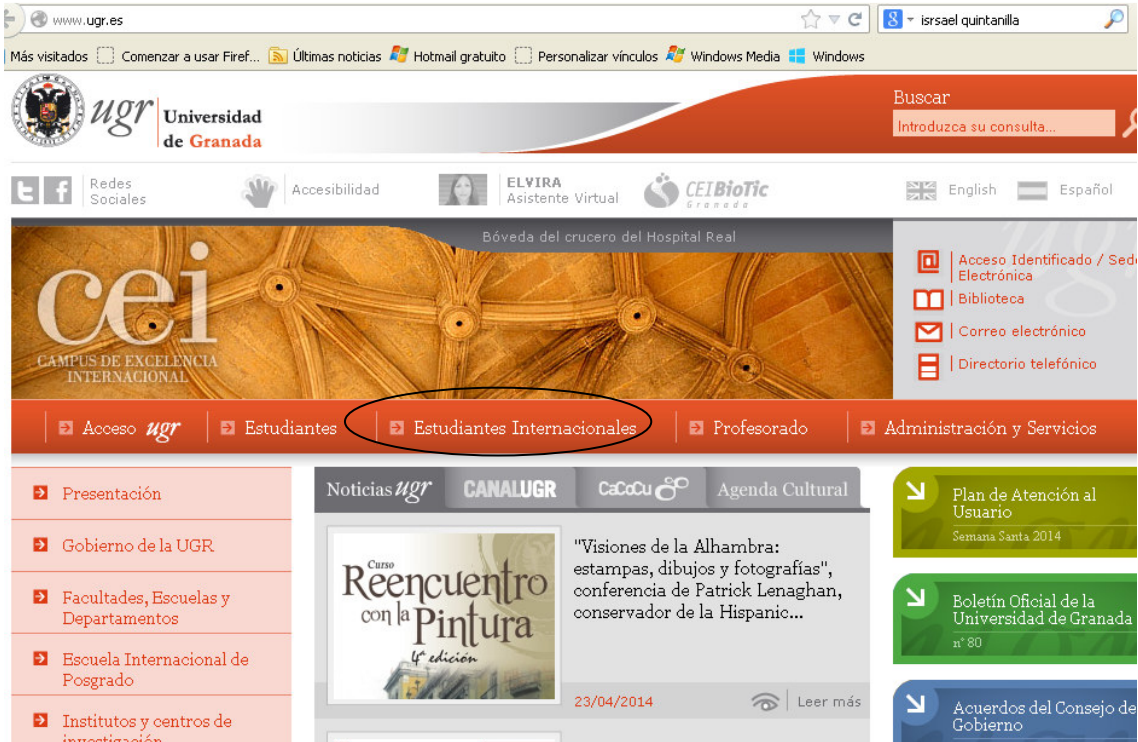 www.ugr.es
isrsael quintanilla
Más visitados
Comenzar a usar Firef...
Últimas noticias
Hotmail gratuito
Personalizar vínculos
Windows Media
Windows
ugr
Universidad
de Granada
Buscar
Introduzca su consulta...
Redes
Sociales
Accesibilidad
ELVIRA
Asistente Virtual
CEIBioTic
Granada
English
Español
Bóveda del crucero del Hospital Real
cei
CAMPUS DE EXCELENCIA
INTERNACIONAL
Acceso Identificado / Sede
Electrónica
Biblioteca
Correo electrónico
Directorio telefónico
Acceso ugr
Estudiantes
Estudiantes Internacionales
Profesorado
Administración y Servicios
Presentación
Gobierno de la UGR
Facultades, Escuelas y
Departamentos
Escuela Internacional de
Posgrado
Institutos y centros de
investigación
Noticias ugr
CANALUGR
CaCoCu
Agenda Cultural
Curso
Reencuentro
con la
Pintura
4ª edición
"Visiones de la Alhambra:
estampas, dibujos y fotografías",
conferencia de Patrick Lenaghan,
conservador de la Hispanic...
23/04/2014
Leer más
Plan de Atención al
Usuario
Semana Santa 2014
Boletín Oficial de la
Universidad de Granada
nº 80
Acuerdos del Consejo de
Gobierno